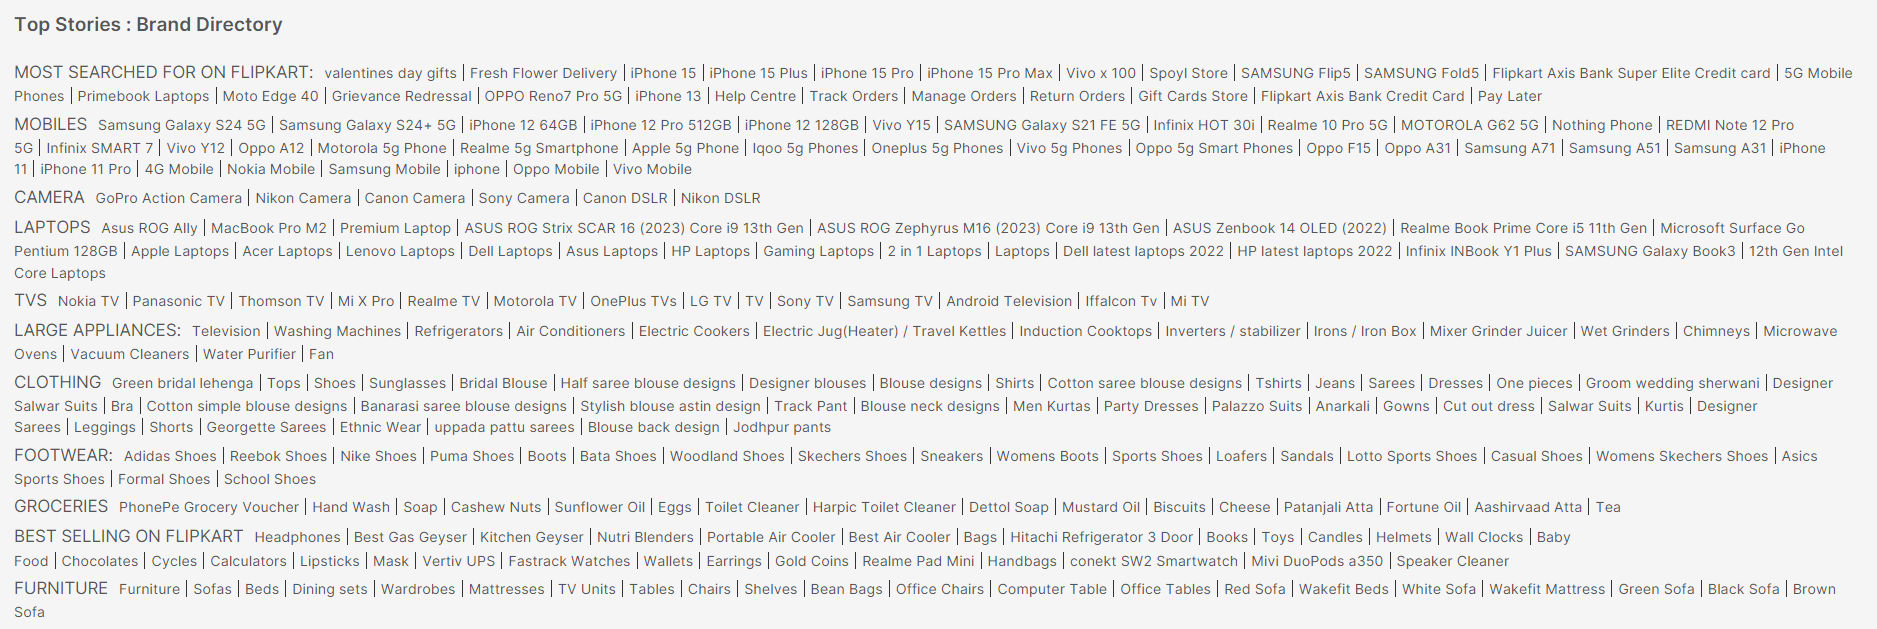 Top Stories : Brand Directory
MOST SEARCHED FOR ON FLIPKART: valentines day gifts | Fresh Flower Delivery | iPhone 15 | iPhone 15 Plus | iPhone 15 Pro | iPhone 15 Pro Max | Vivo x 100 | Spoyl Store | SAMSUNG Flip5 | SAMSUNG Fold5 | Flipkart Axis Bank Super Elite Credit card | 5G Mobile
Phones | Primebook Laptops | Moto Edge 40 | Grievance Redressal | OPPO Reno7 Pro 5G | iPhone 13 | Help Centre | Track Orders | Manage Orders | Return Orders | Gift Cards Store | Flipkart Axis Bank Credit Card | Pay Later
MOBILES Samsung Galaxy S24 5G | Samsung Galaxy S24+ 5G | iPhone 12 64GB | iPhone 12 Pro 512GB | iPhone 12 128GB | Vivo Y15 | SAMSUNG Galaxy S21 FE 5G | Infinix HOT 30i | Realme 10 Pro 5G | MOTOROLA G62 5G | Nothing Phone | REDMI Note 12 Pro
5G | Infinix SMART 7 | Vivo Y12 | Oppo A12 | Motorola 5g Phone | Realme 5g Smartphone | Apple 5g Phone | Iqoo 5g Phones | Oneplus 5g Phones | Vivo 5g Phones | Oppo 5g Smart Phones | Oppo F15 | Oppo A31 | Samsung A71 | Samsung A51 | Samsung A31 | iPhone
11 | iPhone 11 Pro | 4G Mobile | Nokia Mobile | Samsung Mobile | iphone | Oppo Mobile | Vivo Mobile
CAMERA GoPro Action Camera | Nikon Camera | Canon Camera | Sony Camera | Canon DSLR | Nikon DSLR
LAPTOPS Asus ROG Ally | MacBook Pro M2 | Premium Laptop | ASUS ROG Strix SCAR 16 (2023) Core i9 13th Gen | ASUS ROG Zephyrus M16 (2023) Core i9 13th Gen | ASUS Zenbook 14 OLED (2022) | Realme Book Prime Core i5 11th Gen | Microsoft Surface Go
Pentium 128GB | Apple Laptops | Acer Laptops | Lenovo Laptops | Dell Laptops | Asus Laptops | HP Laptops | Gaming Laptops | 2 in 1 Laptops | Laptops | Dell latest laptops 2022 | HP latest laptops 2022 | Infinix INBook Y1 Plus | SAMSUNG Galaxy Book3 | 12th Gen Intel
Core Laptops
TVS Nokia TV | Panasonic TV | Thomson TV | Mi X Pro | Realme TV | Motorola TV | OnePlus TVs | LG TV | TV | Sony TV | Samsung TV | Android Television | Iffalcon Tv | Mi TV
LARGE APPLIANCES: Television | Washing Machines | Refrigerators | Air Conditioners | Electric Cookers | Electric Jug(Heater) / Travel Kettles | Induction Cooktops | Inverters / stabilizer | Irons / Iron Box | Mixer Grinder Juicer | Wet Grinders | Chimneys | Microwave
Ovens | Vacuum Cleaners | Water Purifier | Fan
CLOTHING Green bridal lehenga | Tops | Shoes | Sunglasses | Bridal Blouse | Half saree blouse designs | Designer blouses | Blouse designs | Shirts | Cotton saree blouse designs | Tshirts | Jeans | Sarees | Dresses | One pieces | Groom wedding sherwani | Designer
Salwar Suits | Bra | Cotton simple blouse designs | Banarasi saree blouse designs | Stylish blouse astin design | Track Pant | Blouse neck designs | Men Kurtas | Party Dresses | Palazzo Suits | Anarkali | Gowns | Cut out dress | Salwar Suits | Kurtis | Designer
Sarees | Leggings | Shorts | Georgette Sarees | Ethnic Wear | uppada pattu sarees | Blouse back design | Jodhpur pants
FOOTWEAR: Adidas Shoes | Reebok Shoes | Nike Shoes | Puma Shoes | Boots | Bata Shoes | Woodland Shoes | Skechers Shoes | Sneakers | Womens Boots | Sports Shoes | Loafers | Sandals | Lotto Sports Shoes | Casual Shoes | Womens Skechers Shoes | Asics
Sports Shoes | Formal Shoes | School Shoes
GROCERIES PhonePe Grocery Voucher | Hand Wash | Soap | Cashew Nuts | Sunflower Oil | Eggs | Toilet Cleaner | Harpic Toilet Cleaner | Dettol Soap | Mustard Oil | Biscuits | Cheese | Patanjali Atta | Fortune Oil | Aashirvaad Atta | Tea
BEST SELLING ON FLIPKART Headphones | Best Gas Geyser | Kitchen Geyser | Nutri Blenders | Portable Air Cooler | Best Air Cooler | Bags | Hitachi Refrigerator 3 Door | Books | Toys | Candles | Helmets | Wall Clocks | Baby
Food | Chocolates | Cycles | Calculators | Lipsticks | Mask | Vertiv UPS | Fastrack Watches | Wallets | Earrings | Gold Coins | Realme Pad Mini | Handbags | conekt SW2 Smartwatch | Mivi DuoPods a350 | Speaker Cleaner
FURNITURE Furniture | Sofas | Beds | Dining sets | Wardrobes | Mattresses | TV Units | Tables | Chairs | Shelves | Bean Bags | Office Chairs | Computer Table | Office Tables | Red Sofa | Wakefit Beds | White Sofa | Wakefit Mattress | Green Sofa | Black Sofa | Brown
Sofa